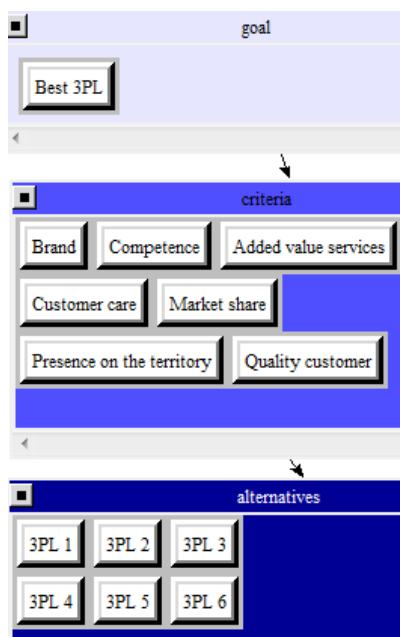 goal
Best 3PL
criteria
Brand Competence Added value services
Customer care Market share
Presence on the territory Quality customer
alternatives
3PL 1 3PL 2 3PL 3
3PL 4 3PL 5 3PL 6